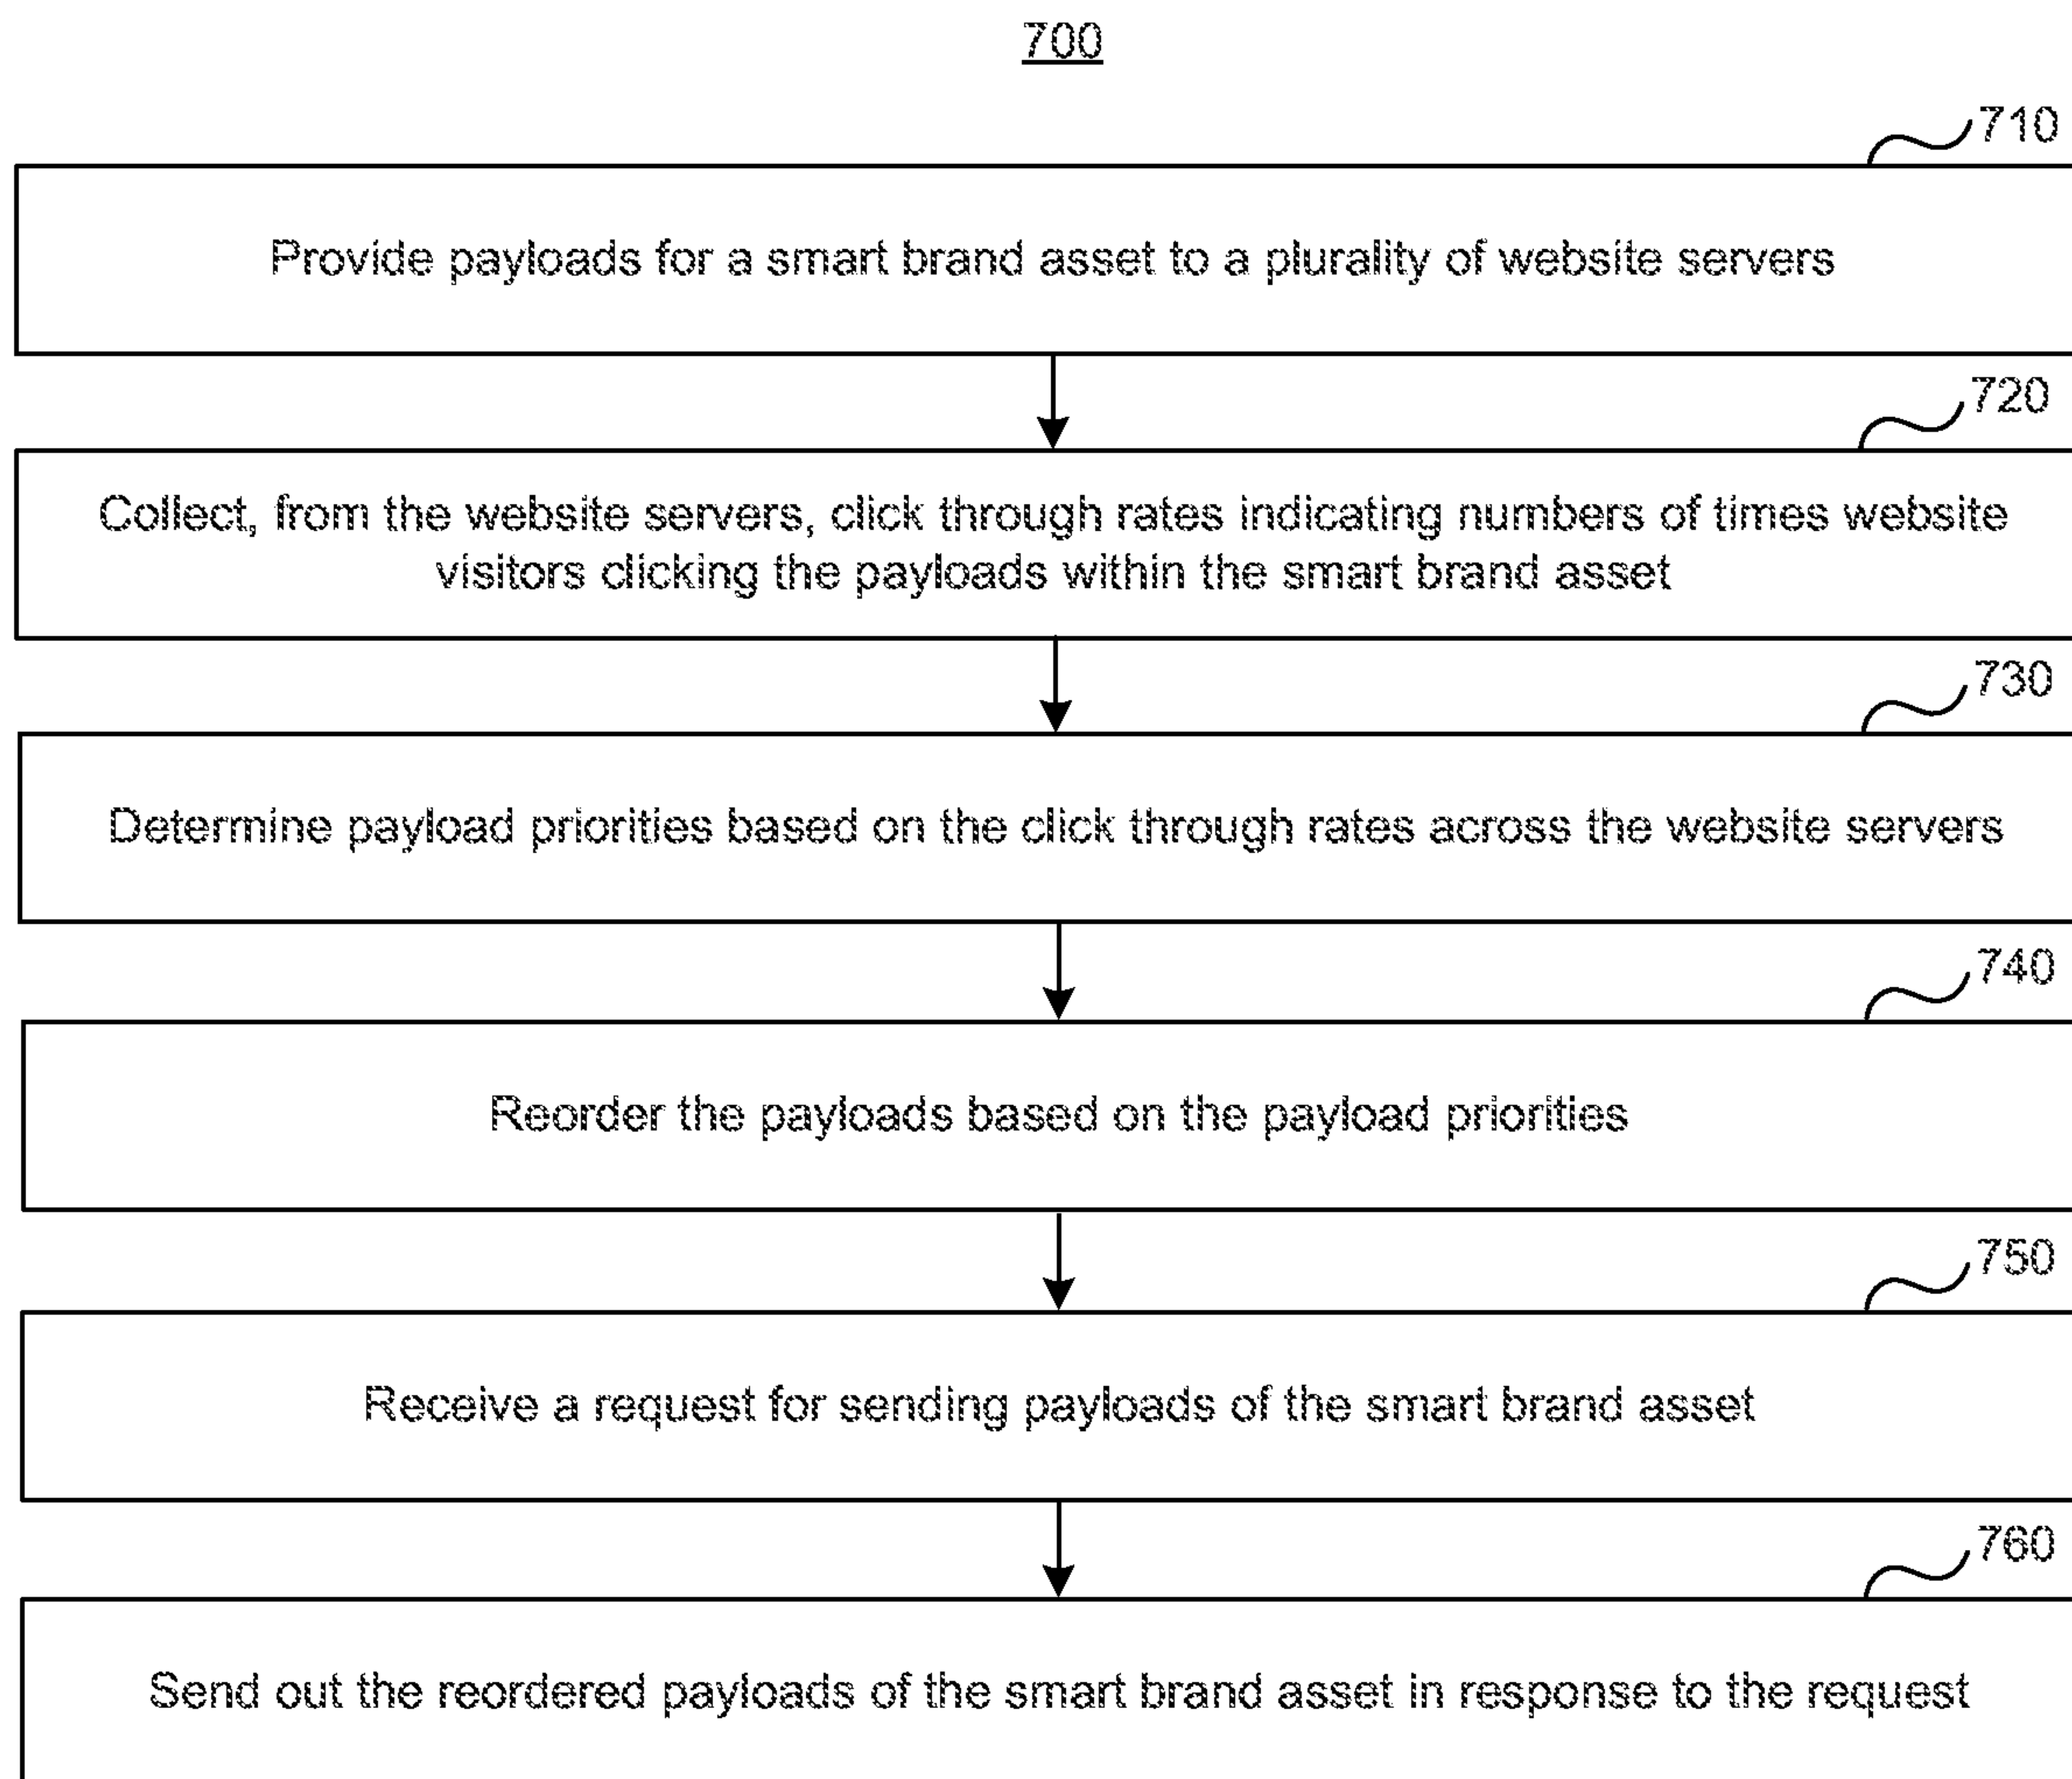 700
710
Provide payloads for a smart brand asset to a plurality of website servers
720
Collect, from the website servers, click through rates indicating numbers of times website
visitors clicking the payloads within the smart brand asset
730
Determine payload priorities based on the click through rates across the website servers
740
Reorder the payloads based on the payload priorities
750
Receive a request for sending payloads of the smart brand asset
760
Send out the reordered payloads of the smart brand asset in response to the request